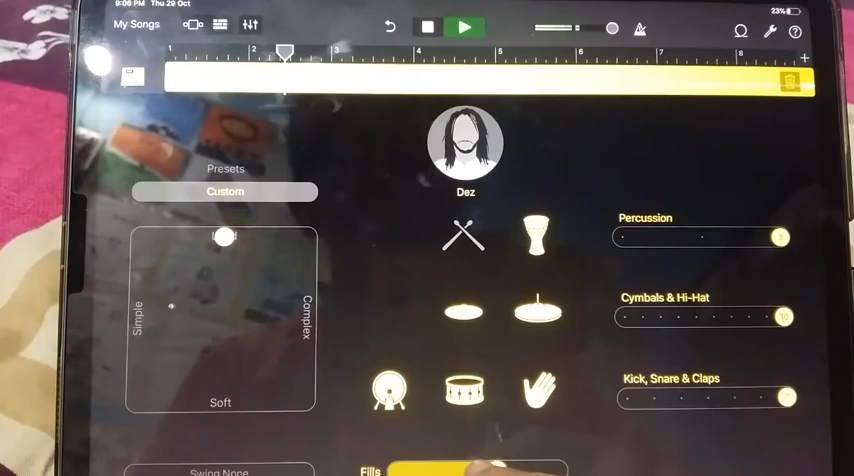 9:06 PM Thu 29 Oct
23%
My Songs
1 2 3 4 5 6 7 8 +
Dez
Presets
Custom
Percussion
Cymbals & Hi-Hat
10
Simple
Complex
Kick, Snare & Claps
Soft
Swing None
Fills